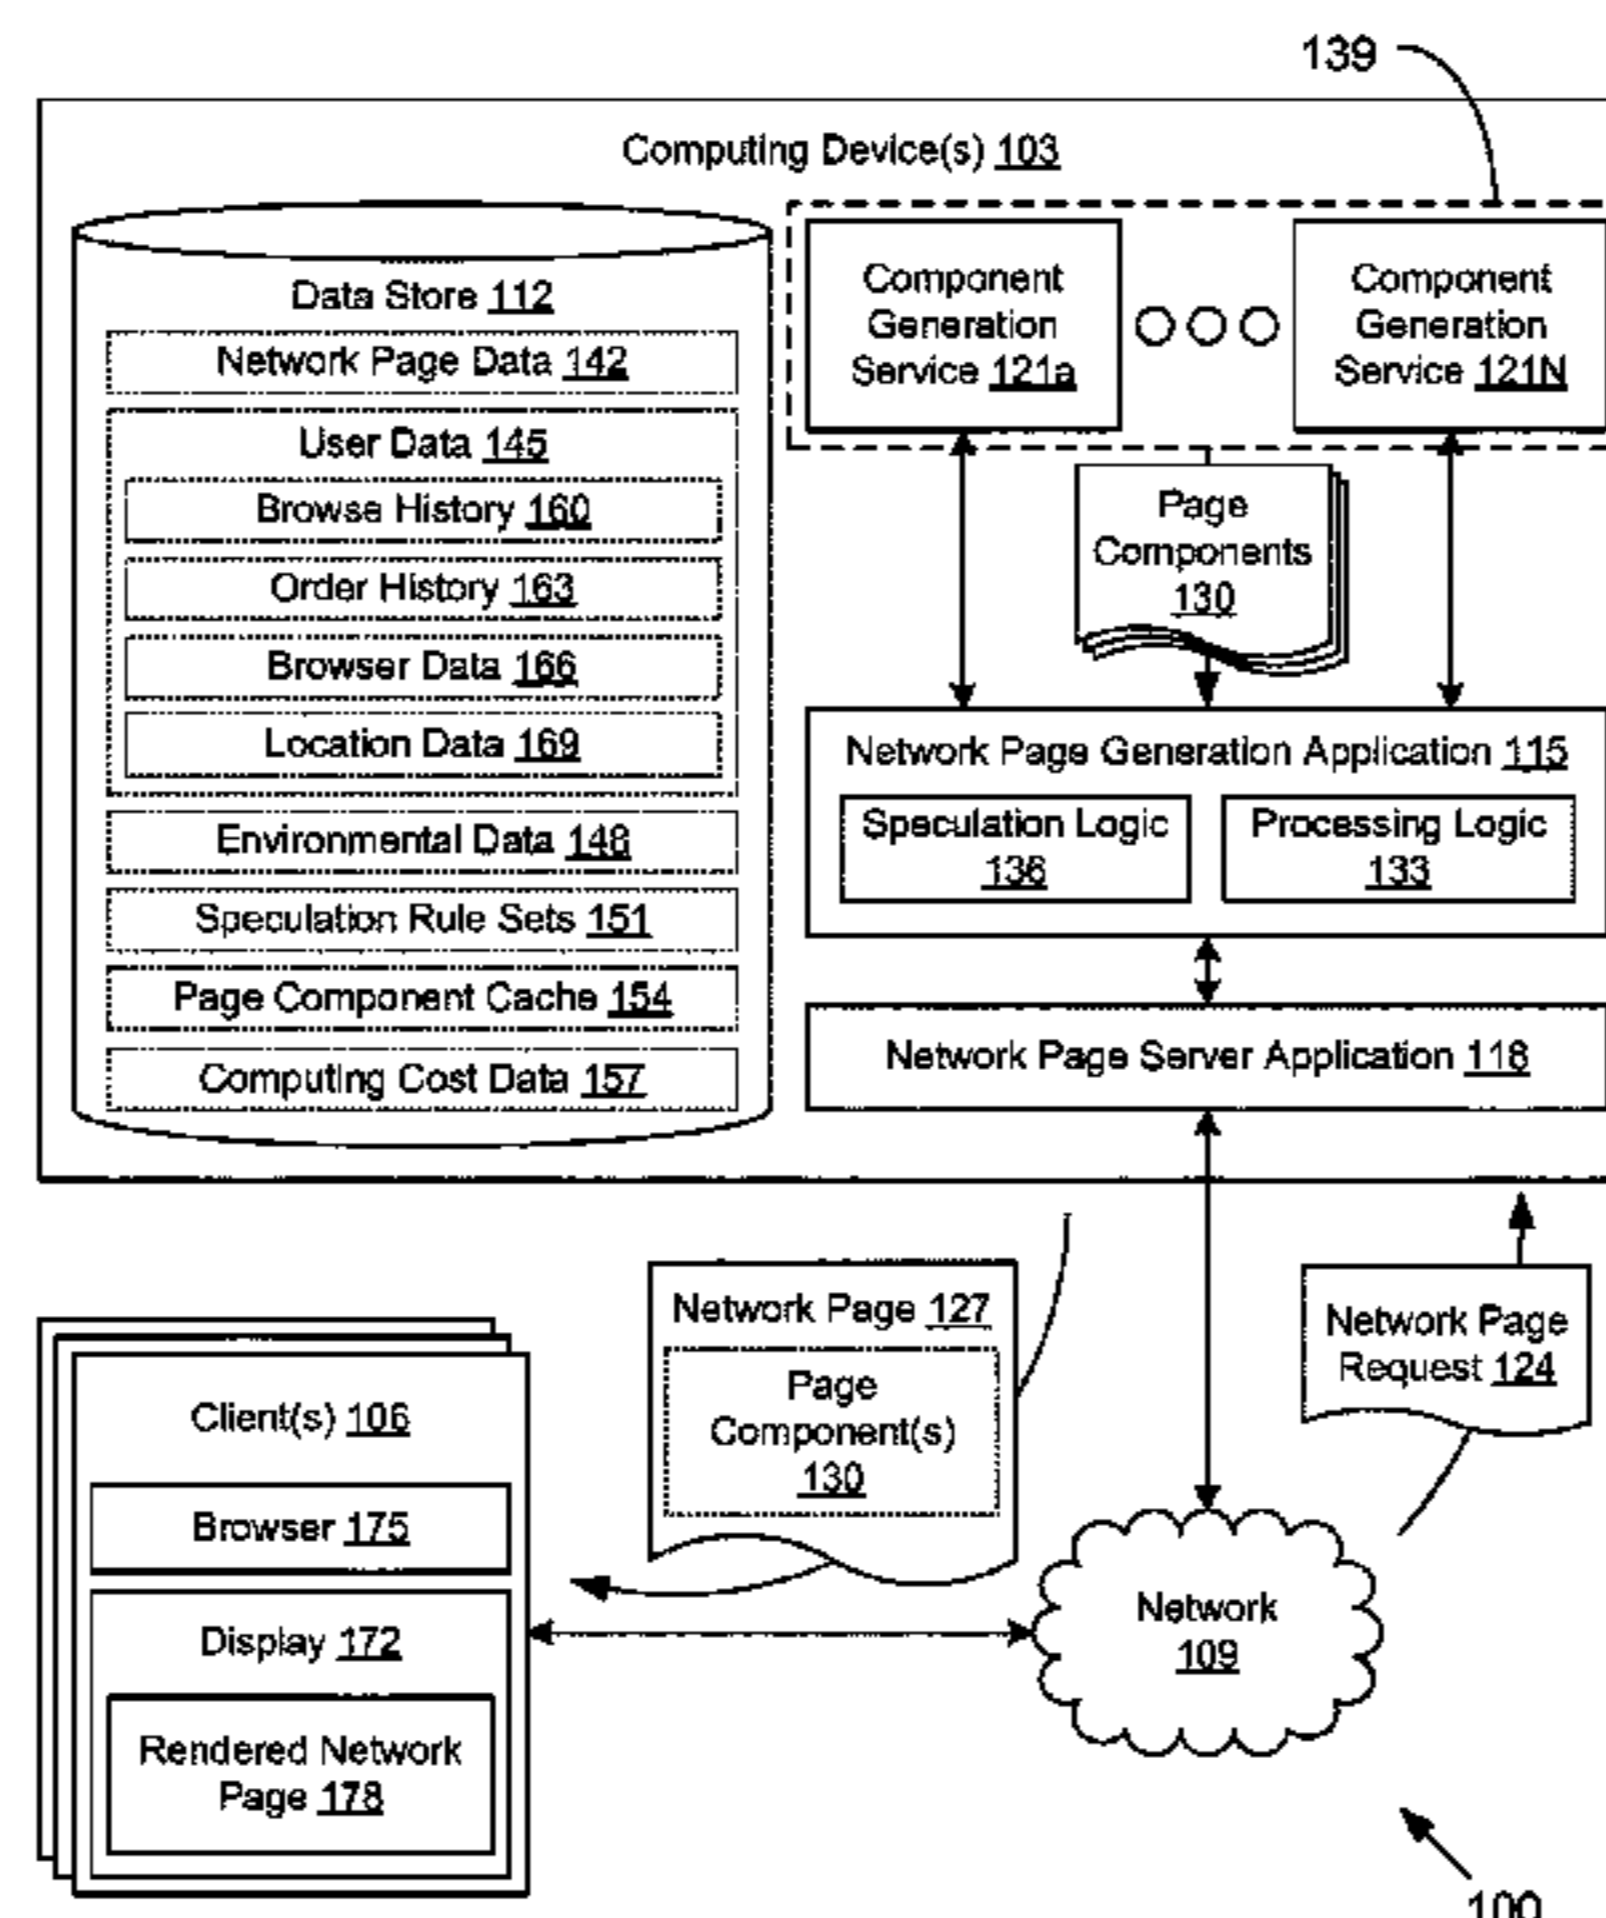 139
Computing Device(s) 103
Data Store 112
Network Page Data 142
User Data 145
Browse History 160
Order History 163
Browser Data 166
Location Data 169
Environmental Data 148
Speculation Rule Sets 151
Page Component Cache 154
Computing Cost Data 157
Component
Generation
Service 121a
Component
Generation
Service 121N
Page
Components
130
Network Page Generation Application 115
Speculation Logic
136
Processing Logic
133
Network Page Server Application 118
Network Page 127
Page
Component(s)
130
Network Page
Request 124
Client(s) 106
Browser 175
Display 172
Rendered Network
Page 178
Network
109
100